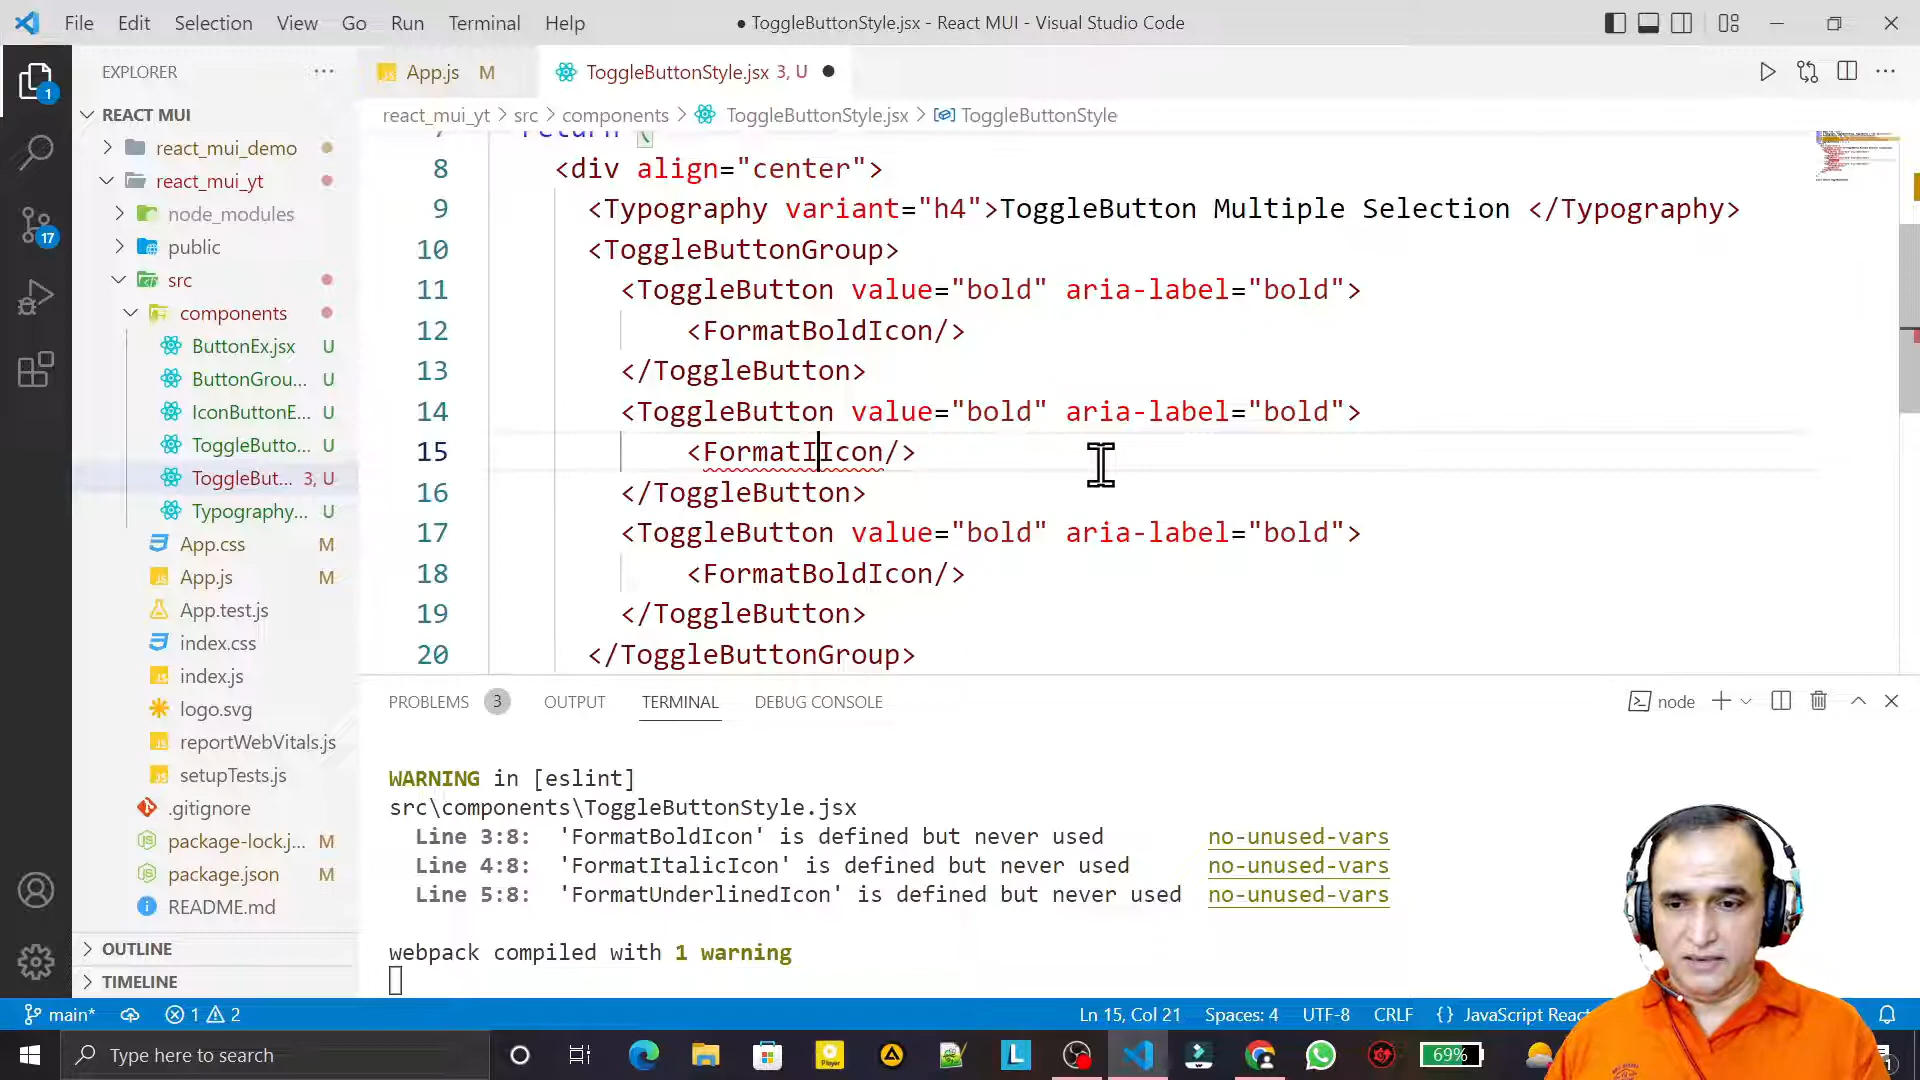 File Edit Selection View Go Run Terminal Help
● ToggleButtonStyle.jsx - React MUI - Visual Studio Code
EXPLORER
App.js M
ToggleButtonStyle.jsx 3, U ●
react_mui_yt > src > components > ToggleButtonStyle.jsx > ToggleButtonStyle
REACT MUI
react_mui_demo
react_mui_yt
node_modules
public
src
components
ButtonEx.jsx U
ButtonGrou... U
IconButtonE... U
ToggleButto... U
ToggleBut... 3, U
Typography... U
App.css M
App.js M
App.test.js
index.css
index.js
logo.svg
reportWebVitals.js
setupTests.js
.gitignore
package-lock.j... M
package.json M
README.md
OUTLINE
TIMELINE
1
17
7 return (
8 <div align="center">
9 <Typography variant="h4">ToggleButton Multiple Selection </Typography>
10 <ToggleButtonGroup>
11 <ToggleButton value="bold" aria-label="bold">
12 <FormatBoldIcon/>
13 </ToggleButton>
14 <ToggleButton value="bold" aria-label="bold">
15 <FormatIIcon/>
16 </ToggleButton>
17 <ToggleButton value="bold" aria-label="bold">
18 <FormatBoldIcon/>
19 </ToggleButton>
20 </ToggleButtonGroup>
PROBLEMS 3 OUTPUT TERMINAL DEBUG CONSOLE
node
WARNING in [eslint]
src\components\ToggleButtonStyle.jsx
Line 3:8: 'FormatBoldIcon' is defined but never used no-unused-vars
Line 4:8: 'FormatItalicIcon' is defined but never used no-unused-vars
Line 5:8: 'FormatUnderlinedIcon' is defined but never used no-unused-vars
webpack compiled with 1 warning
main* 1 2
Ln 15, Col 21 Spaces: 4 UTF-8 CRLF {} JavaScript React
Type here to search
Player
L
69%